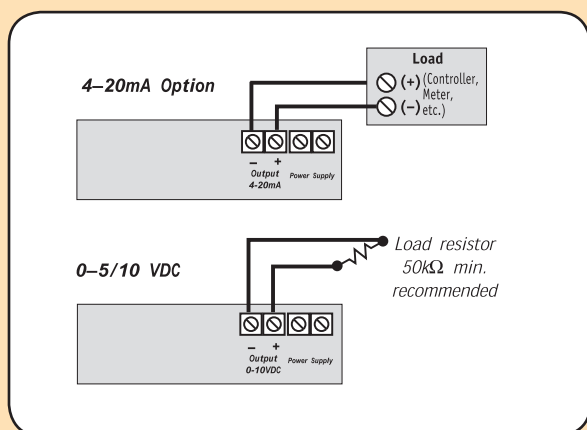 4–20mA Option
Load
(+) (Controller,
Meter,
(–) etc.)
– +
Output Power Supply
4-20mA
0–5/10 VDC
Load resistor
50kΩ min.
recommended
– +
Output Power Supply
0-10VDC